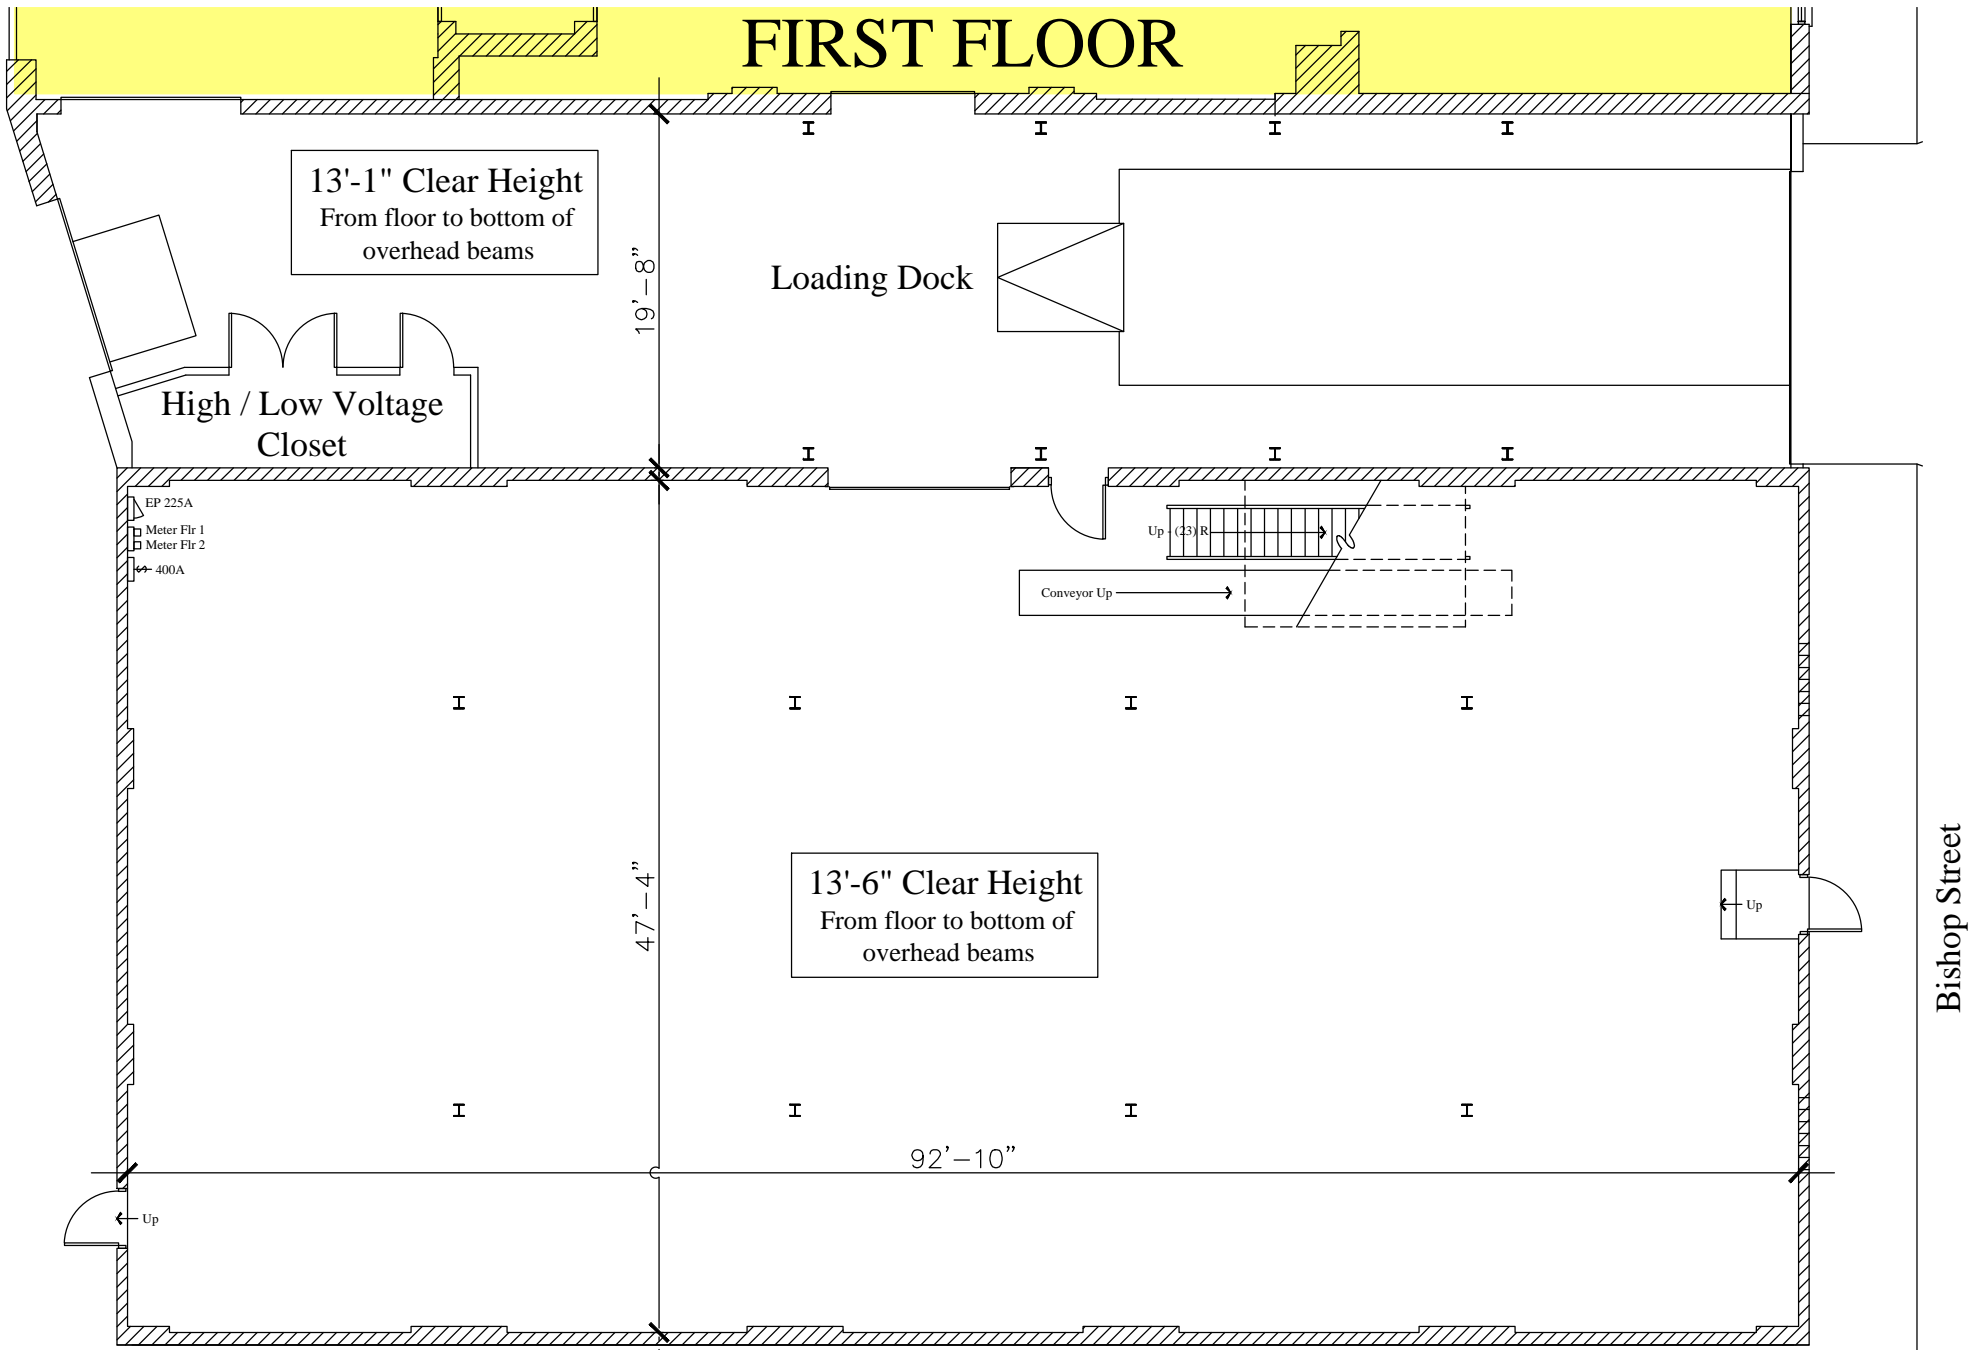 FIRST FLOOR
13'-1" Clear Height
From floor to bottom of
overhead beams
19'-8"
Loading Dock
High / Low Voltage
Closet
EP 225A
Meter Flr 1
Meter Flr 2
400A
Up - (23) R
Conveyor Up
13'-6" Clear Height
From floor to bottom of
overhead beams
47'-4"
Up
Bishop Street
92'-10"
Up